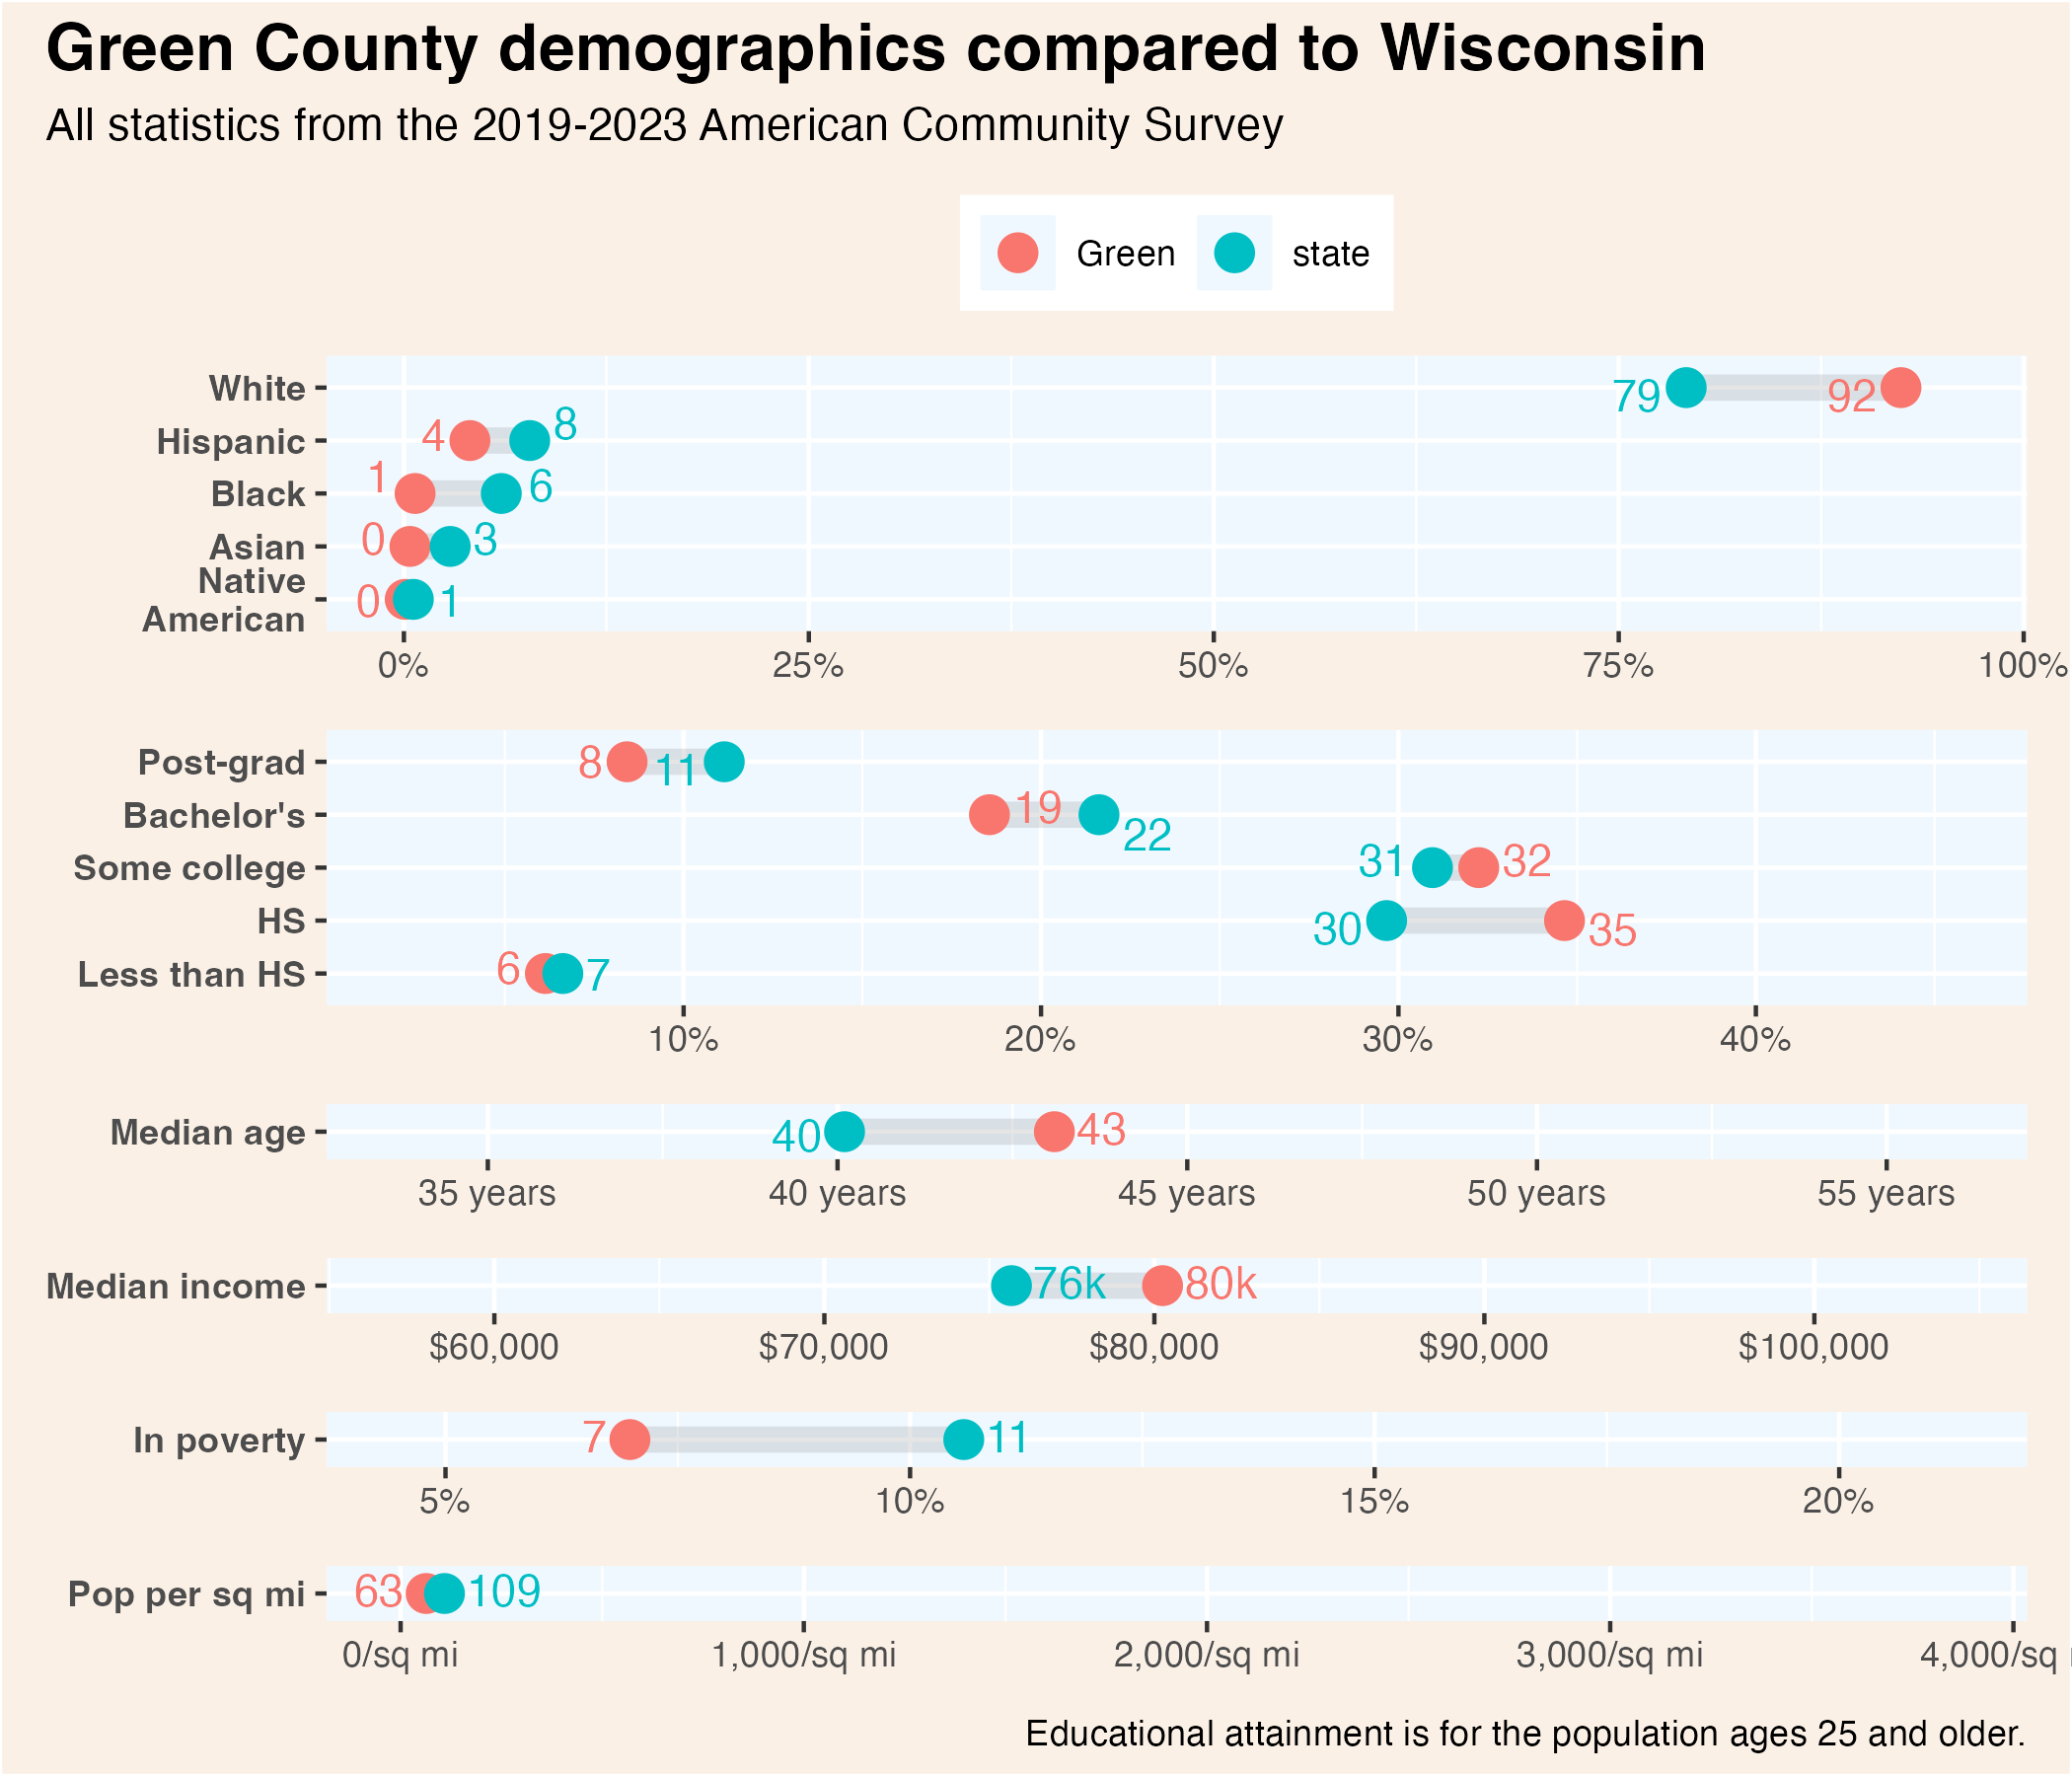 Green County demographics compared to Wisconsin
All statistics from the 2019-2023 American Community Survey
Green state
White 79 92
Hispanic 4 8
Black 1 6
Asian 0 3
Native
American 0 1
0% 25% 50% 75% 100%
Post-grad 8 11
Bachelor's 19 22
Some college 31 32
HS 30 35
Less than HS 6 7
10% 20% 30% 40%
Median age 40 43
35 years 40 years 45 years 50 years 55 years
Median income 76k 80k
$60,000 $70,000 $80,000 $90,000 $100,000
In poverty 7 11
5% 10% 15% 20%
Pop per sq mi 63 109
0/sq mi 1,000/sq mi 2,000/sq mi 3,000/sq mi 4,000/sq
Educational attainment is for the population ages 25 and older.